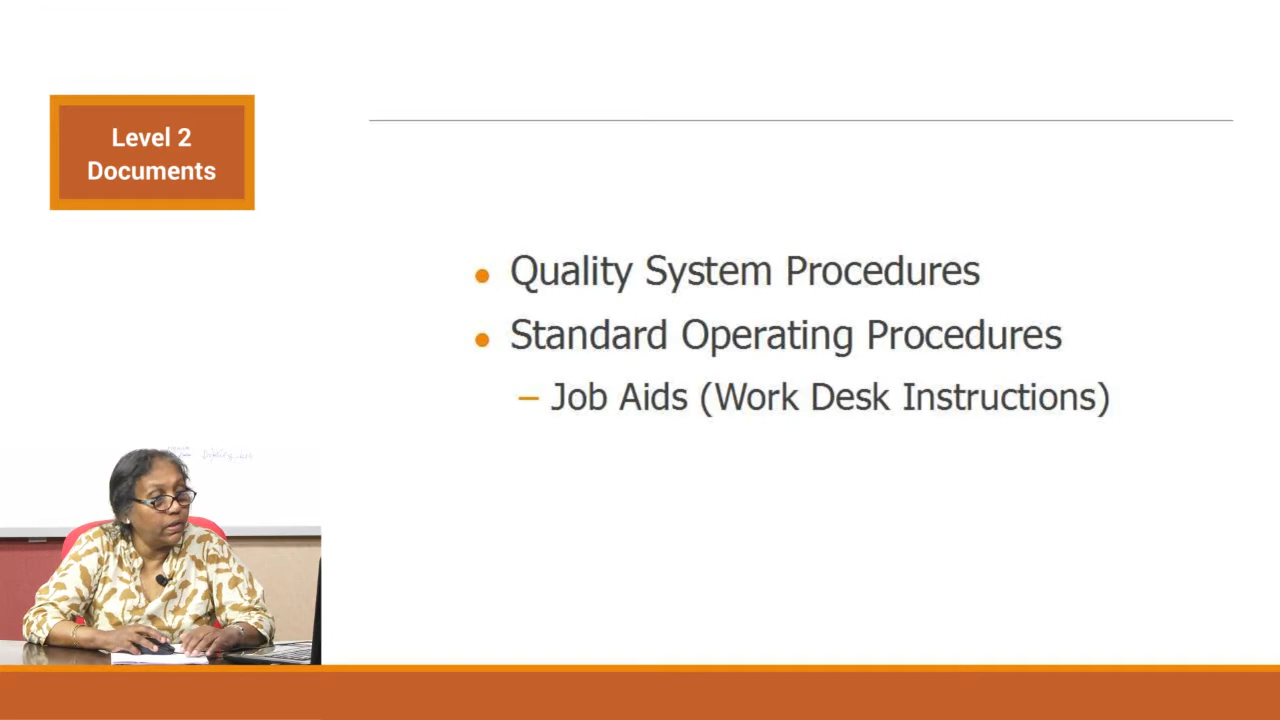 Level 2
Documents
Quality System Procedures
Standard Operating Procedures
– Job Aids (Work Desk Instructions)